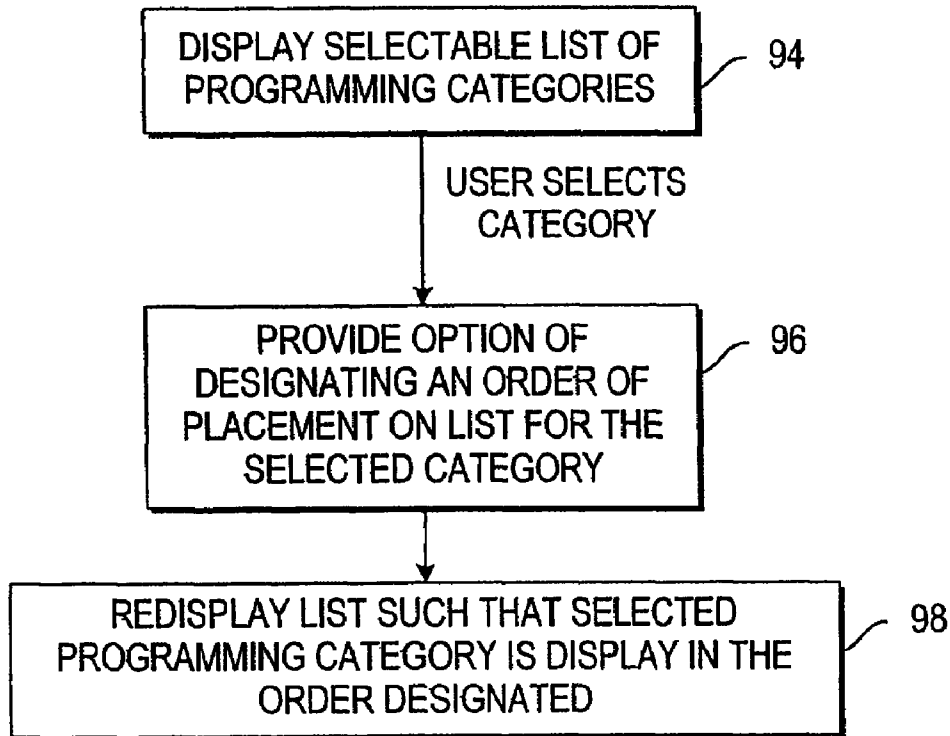 DISPLAY SELECTABLE LIST OF
PROGRAMMING CATEGORIES
94
USER SELECTS
CATEGORY
PROVIDE OPTION OF
DESIGNATING AN ORDER OF
PLACEMENT ON LIST FOR THE
SELECTED CATEGORY
96
REDISPLAY LIST SUCH THAT SELECTED
PROGRAMMING CATEGORY IS DISPLAY IN THE
ORDER DESIGNATED
98